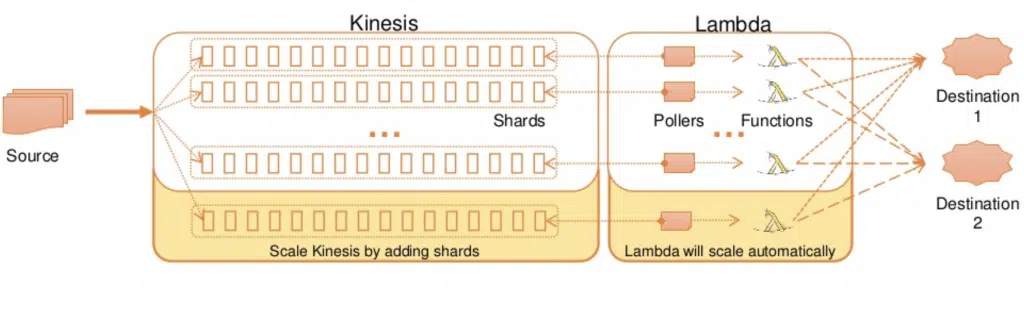 Kinesis
Lambda
Source
Shards
Pollers
Functions
...
...
Destination
1
Destination
2
Scale Kinesis by adding shards
Lambda will scale automatically